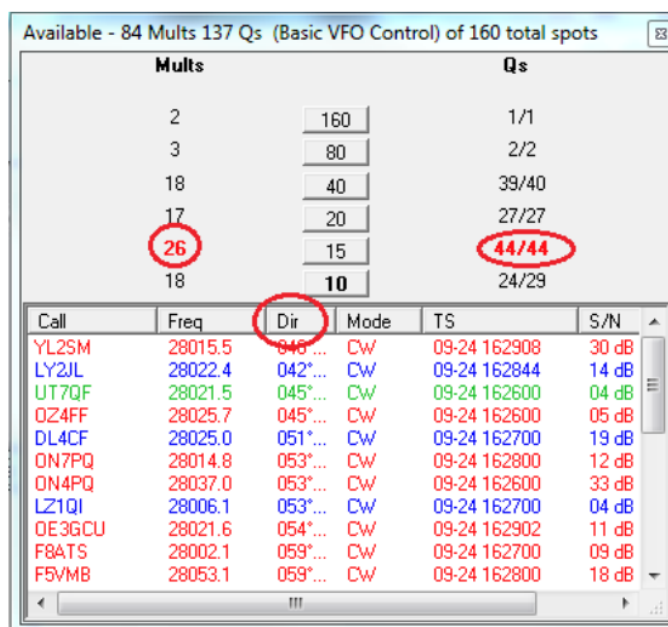 Available - 84 Mults 137 Qs (Basic VFO Control) of 160 total spots
Mults Qs
2 160 1/1
3 80 2/2
18 40 39/40
17 20 27/27
26 15 44/44
18 10 24/29
Call Freq Dir Mode TS S/N
YL2SM 28015.5 040°... CW 09-24 162908 30 dB
LY2JL 28022.4 042°... CW 09-24 162844 14 dB
UT7QF 28021.5 045°... CW 09-24 162600 04 dB
OZ4FF 28025.7 045°... CW 09-24 162600 05 dB
DL4CF 28025.0 051°... CW 09-24 162700 19 dB
ON7PQ 28014.8 053°... CW 09-24 162800 12 dB
ON4PQ 28037.0 053°... CW 09-24 162600 33 dB
LZ1QI 28006.1 053°... CW 09-24 162700 04 dB
OE3GCU 28021.6 054°... CW 09-24 162902 11 dB
F8ATS 28002.1 059°... CW 09-24 162700 09 dB
F5VMB 28053.1 059°... CW 09-24 162800 18 dB